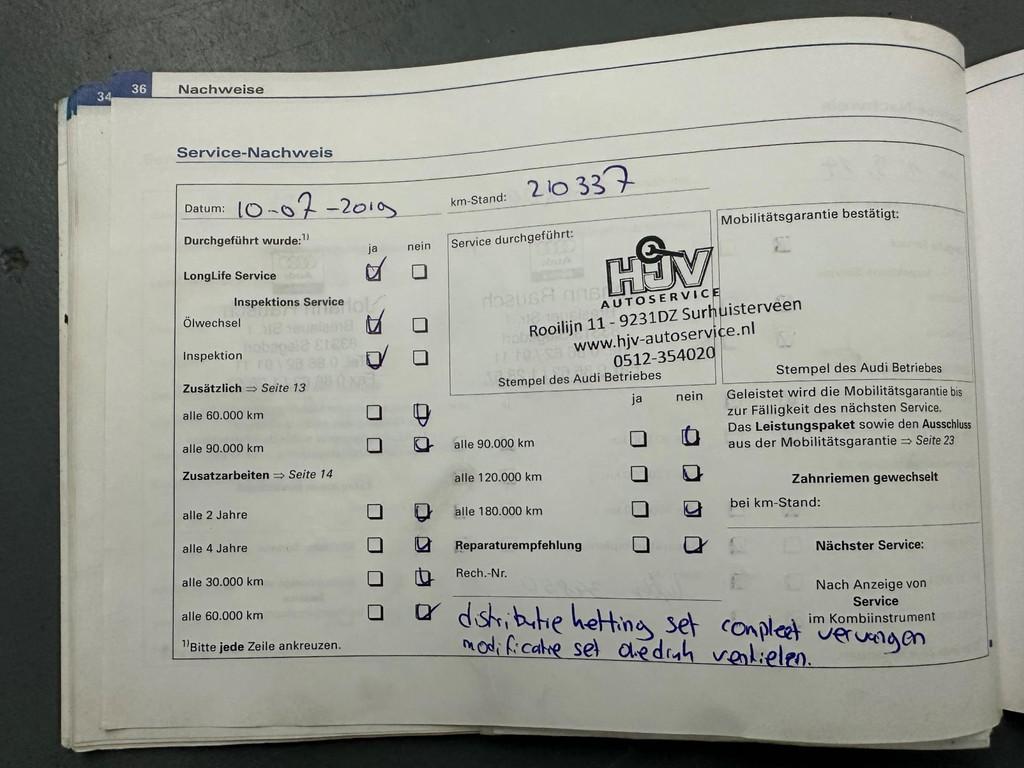 34
36 Nachweise
Service-Nachweis
Datum: 10-07-2019 km-Stand: 210337
Durchgeführt wurde:¹⁾ ja nein
LongLife Service
Inspektions Service
Ölwechsel
Inspektion
Zusätzlich ⇒ Seite 13
alle 60.000 km
alle 90.000 km
Zusatzarbeiten ⇒ Seite 14
alle 2 Jahre
alle 4 Jahre
alle 30.000 km
alle 60.000 km
¹⁾Bitte jede Zeile ankreuzen.
Service durchgeführt:
HJV
AUTOSERVICE
Rooilijn 11 - 9231DZ Surhuisterveen
www.hjv-autoservice.nl
0512-354020
Stempel des Audi Betriebes
ja nein
alle 90.000 km
alle 120.000 km
alle 180.000 km
Reparaturempfehlung
Rech.-Nr.
Mobilitätsgarantie bestätigt:
Stempel des Audi Betriebes
Geleistet wird die Mobilitätsgarantie bis
zur Fälligkeit des nächsten Service.
Das Leistungspaket sowie den Ausschluss
aus der Mobilitätsgarantie ⇒ Seite 23
Zahnriemen gewechselt
bei km-Stand:
Nächster Service:
Nach Anzeige von
Service
im Kombiinstrument
distributie ketting set compleet vervangen
modificatie set oliedruk ventielen.